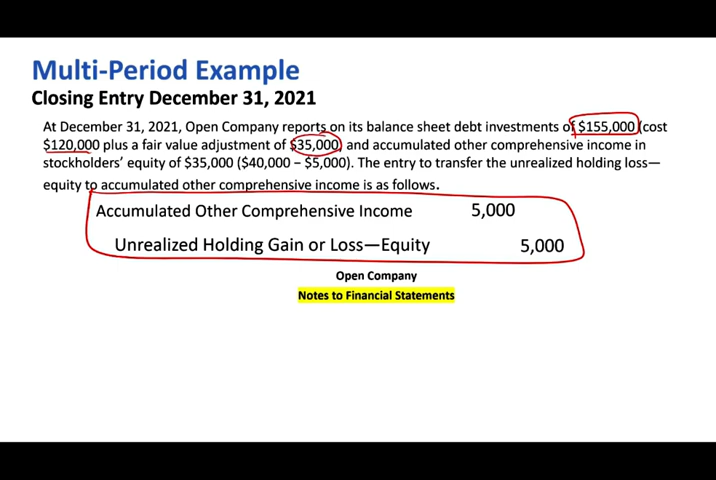 Multi-Period Example
Closing Entry December 31, 2021
At December 31, 2021, Open Company reports on its balance sheet debt investments of $155,000 (cost
$120,000 plus a fair value adjustment of $35,000) and accumulated other comprehensive income in
stockholders' equity of $35,000 ($40,000 – $5,000). The entry to transfer the unrealized holding loss—
equity to accumulated other comprehensive income is as follows.
Accumulated Other Comprehensive Income 5,000
Unrealized Holding Gain or Loss—Equity 5,000
Open Company
Notes to Financial Statements